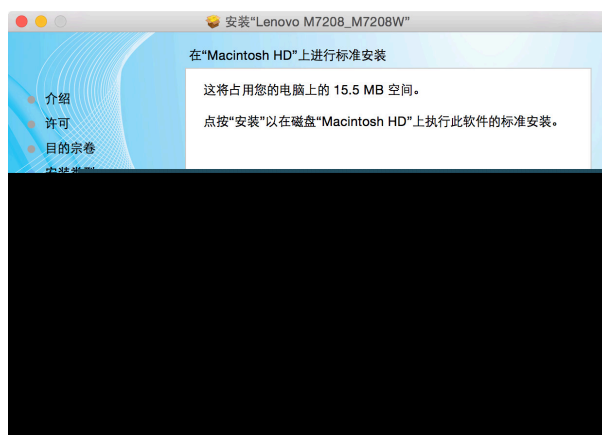 安装“Lenovo M7208_M7208W”
在“Macintosh HD”上进行标准安装
这将占用您的电脑上的 15.5 MB 空间。
点按“安装”以在磁盘“Macintosh HD”上执行此软件的标准安装。
介绍
许可
目的宗卷